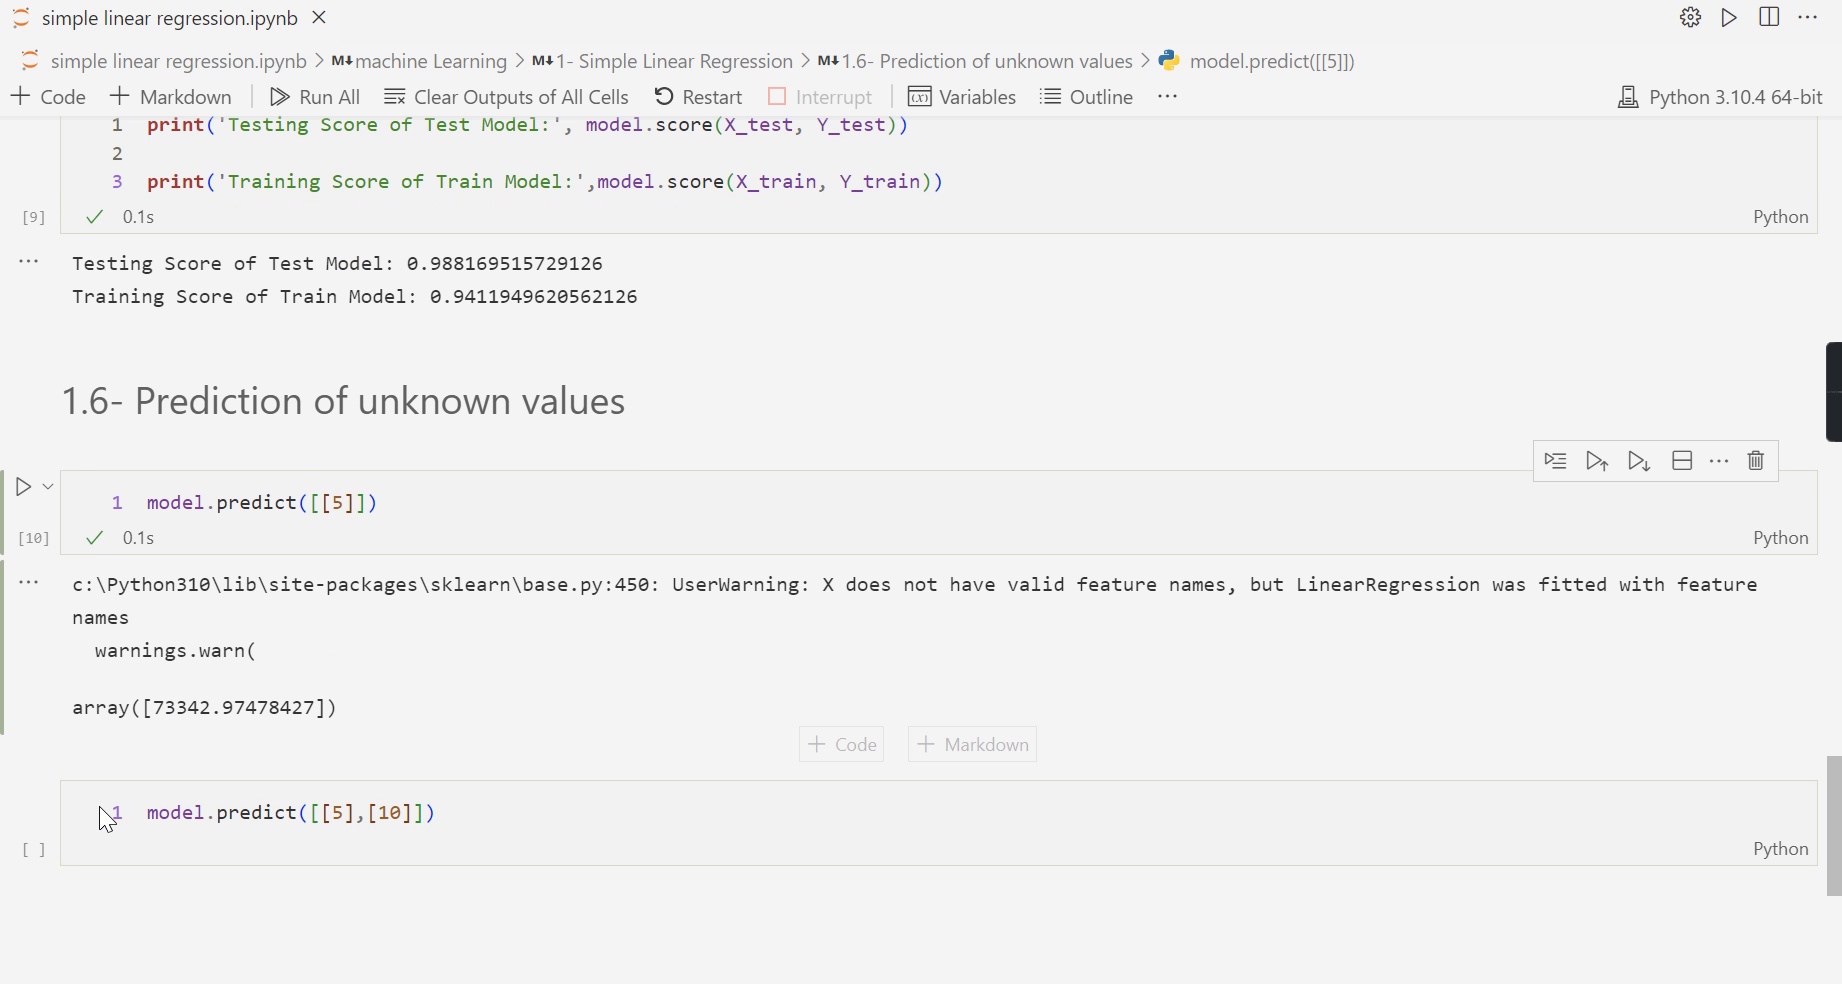 simple linear regression.ipynb
simple linear regression.ipynb > M↓ machine Learning > M↓ 1- Simple Linear Regression > M↓ 1.6- Prediction of unknown values > model.predict([[5]])
+ Code + Markdown Run All Clear Outputs of All Cells Restart Interrupt (x) Variables Outline ... Python 3.10.4 64-bit
1 print('Testing Score of Test Model:', model.score(X_test, Y_test))
2
3 print('Training Score of Train Model:',model.score(X_train, Y_train))
[9] ✓ 0.1s Python
Testing Score of Test Model: 0.988169515729126
Training Score of Train Model: 0.9411949620562126
1.6- Prediction of unknown values
1 model.predict([[5]])
[10] ✓ 0.1s Python
c:\Python310\lib\site-packages\sklearn\base.py:450: UserWarning: X does not have valid feature names, but LinearRegression was fitted with feature
names
warnings.warn(
array([73342.97478427])
+ Code + Markdown
1 model.predict([[5],[10]])
[ ] Python